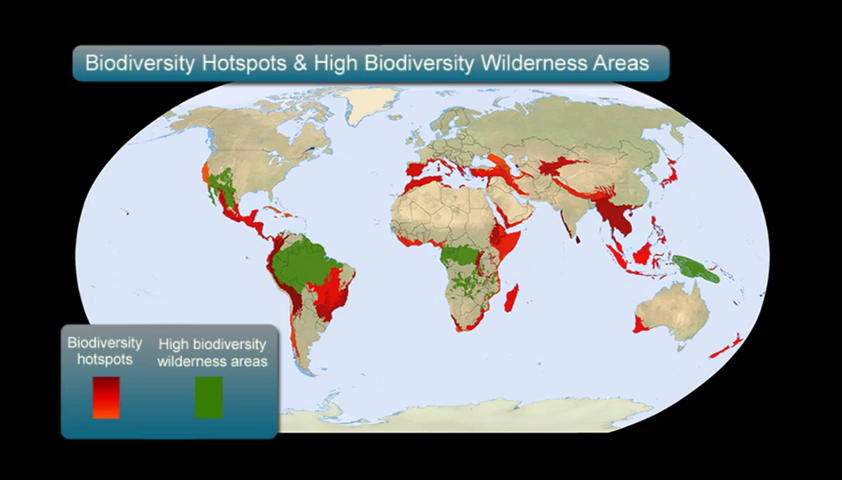 Biodiversity Hotspots & High Biodiversity Wilderness Areas
Biodiversity
hotspots
High biodiversity
wilderness areas